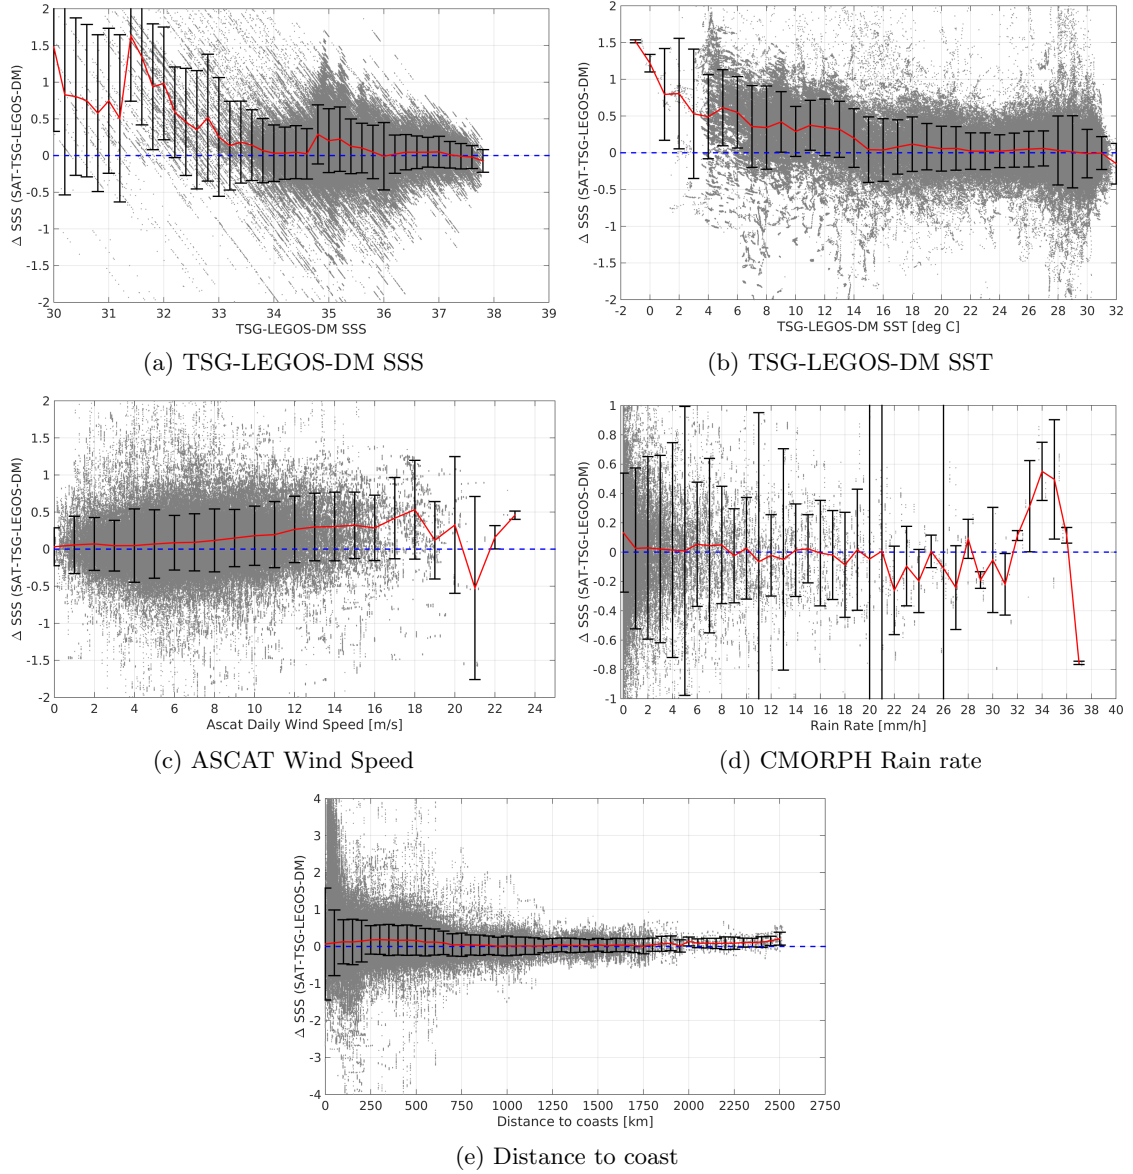 2
1.5
1
0.5
0
-0.5
-1
-1.5
-2
Δ SSS (SAT-TSG-LEGOS-DM)
30 31 32 33 34 35 36 37 38 39
TSG-LEGOS-DM SSS
(a) TSG-LEGOS-DM SSS
2
1.5
1
0.5
0
-0.5
-1
-1.5
-2
Δ SSS (SAT-TSG-LEGOS-DM)
-2 0 2 4 6 8 10 12 14 16 18 20 22 24 26 28 30 32
TSG-LEGOS-DM SST [deg C]
(b) TSG-LEGOS-DM SST
2
1.5
1
0.5
0
-0.5
-1
-1.5
-2
Δ SSS (SAT-TSG-LEGOS-DM)
0 2 4 6 8 10 12 14 16 18 20 22 24
Ascat Daily Wind Speed [m/s]
(c) ASCAT Wind Speed
1
0.8
0.6
0.4
0.2
0
-0.2
-0.4
-0.6
-0.8
-1
Δ SSS (SAT-TSG-LEGOS-DM)
0 2 4 6 8 10 12 14 16 18 20 22 24 26 28 30 32 34 36 38 40
Rain Rate [mm/h]
(d) CMORPH Rain rate
4
3
2
1
0
-1
-2
-3
-4
Δ SSS (SAT-TSG-LEGOS-DM)
0 250 500 750 1000 1250 1500 1750 2000 2250 2500 2750
Distance to coasts [km]
(e) Distance to coast